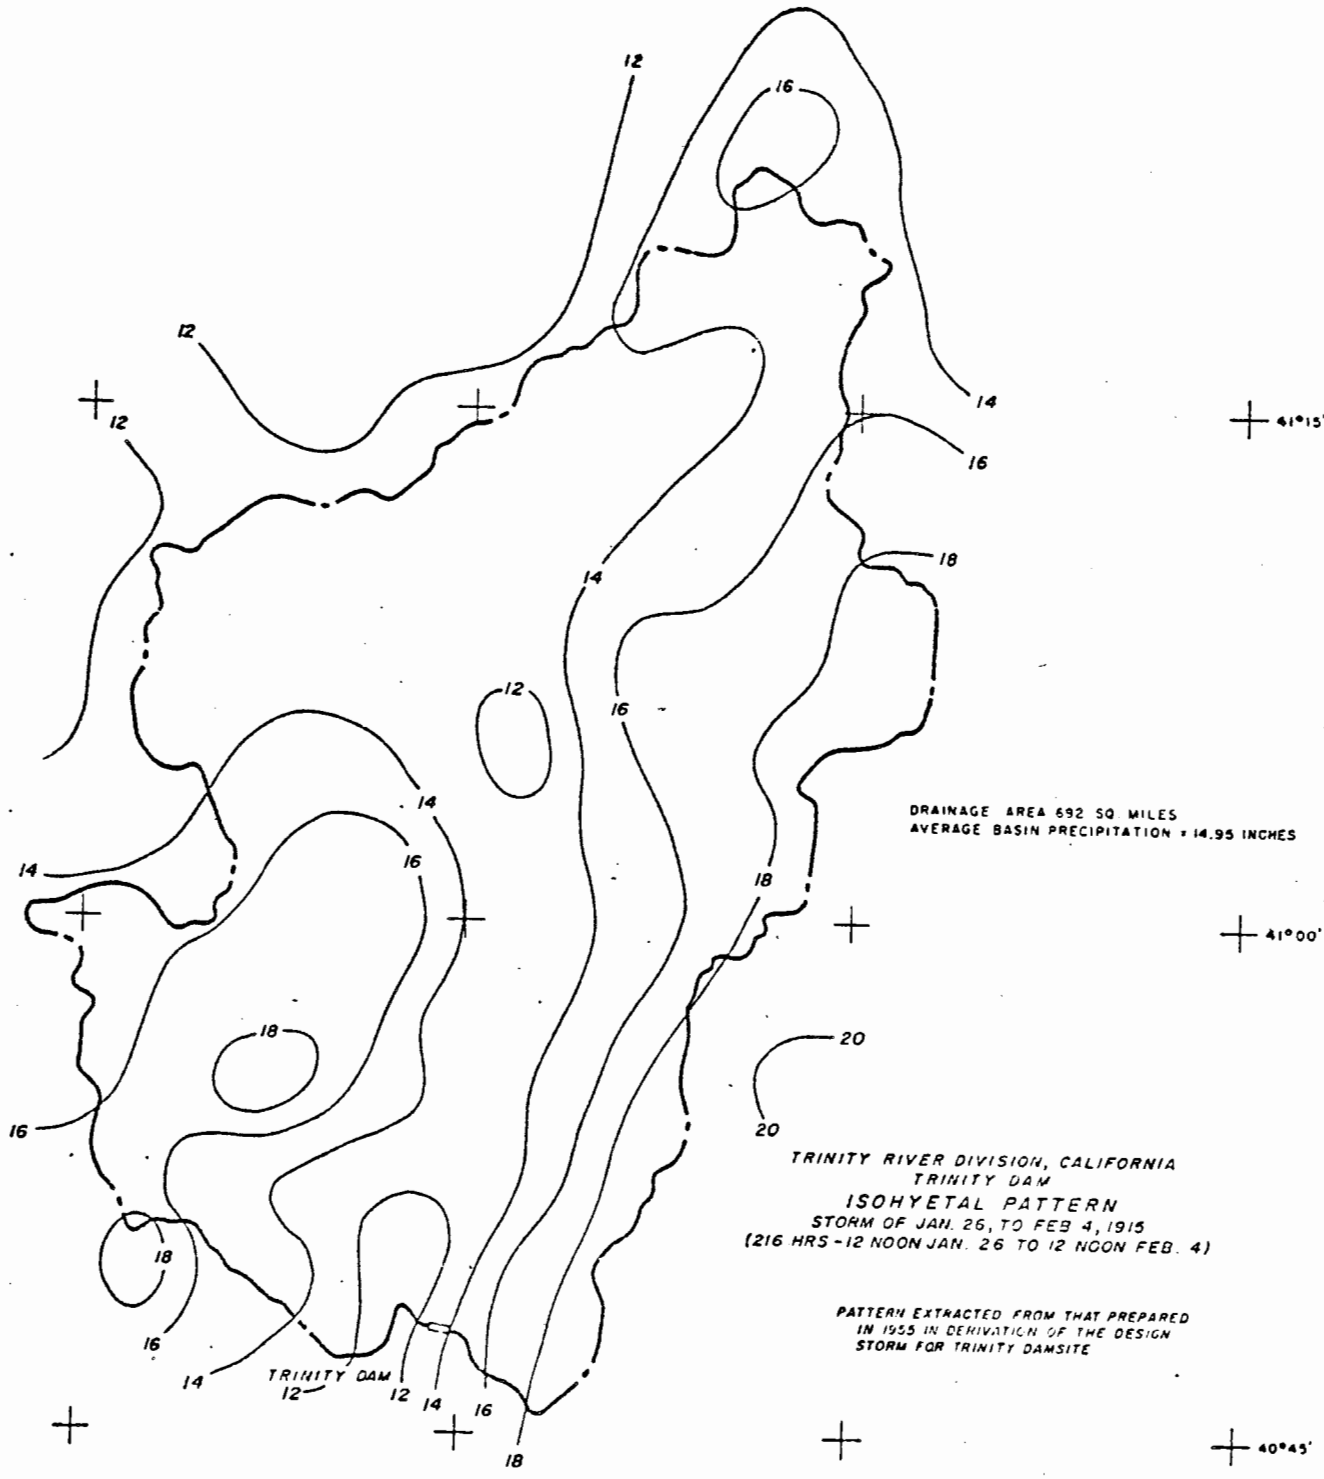 12
16
12
14
12
41°15'
16
18
14
12
16
14
DRAINAGE AREA 692 SQ. MILES
AVERAGE BASIN PRECIPITATION = 14.95 INCHES
16
14
18
41°00'
18
20
16
20
TRINITY RIVER DIVISION, CALIFORNIA
TRINITY DAM
ISOHYETAL PATTERN
STORM OF JAN. 26, TO FEB 4, 1915
(216 HRS - 12 NOON JAN. 26 TO 12 NOON FEB. 4)
18
PATTERN EXTRACTED FROM THAT PREPARED
IN 1955 IN DERIVATION OF THE DESIGN
STORM FOR TRINITY DAMSITE
16
TRINITY DAM
14
12
12
14
16
18
40°45'